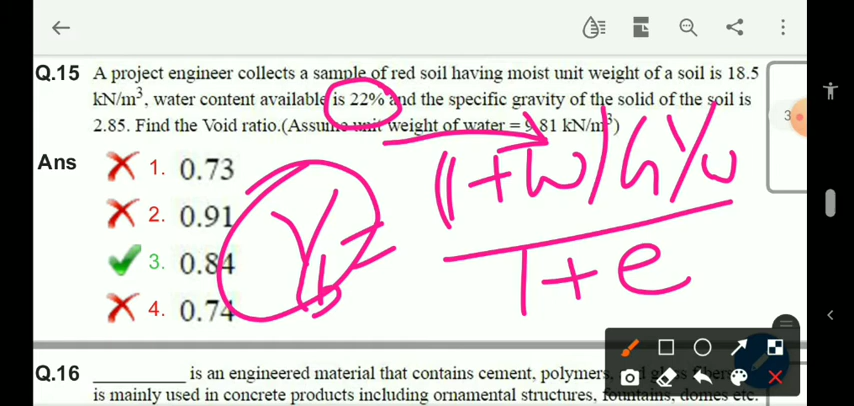 Q.15 A project engineer collects a sample of red soil having moist unit weight of a soil is 18.5
kN/m³, water content available is 22% and the specific gravity of the solid of the soil is
2.85. Find the Void ratio.(Assume unit weight of water = 9.81 kN/m³)
Ans 1. 0.73
2. 0.91
3. 0.84
4. 0.74
γb = (1+w)Gγw
1+e
3
Q.16 __________ is an engineered material that contains cement, polymers,
is mainly used in concrete products including ornamental structures, fountains, domes etc.